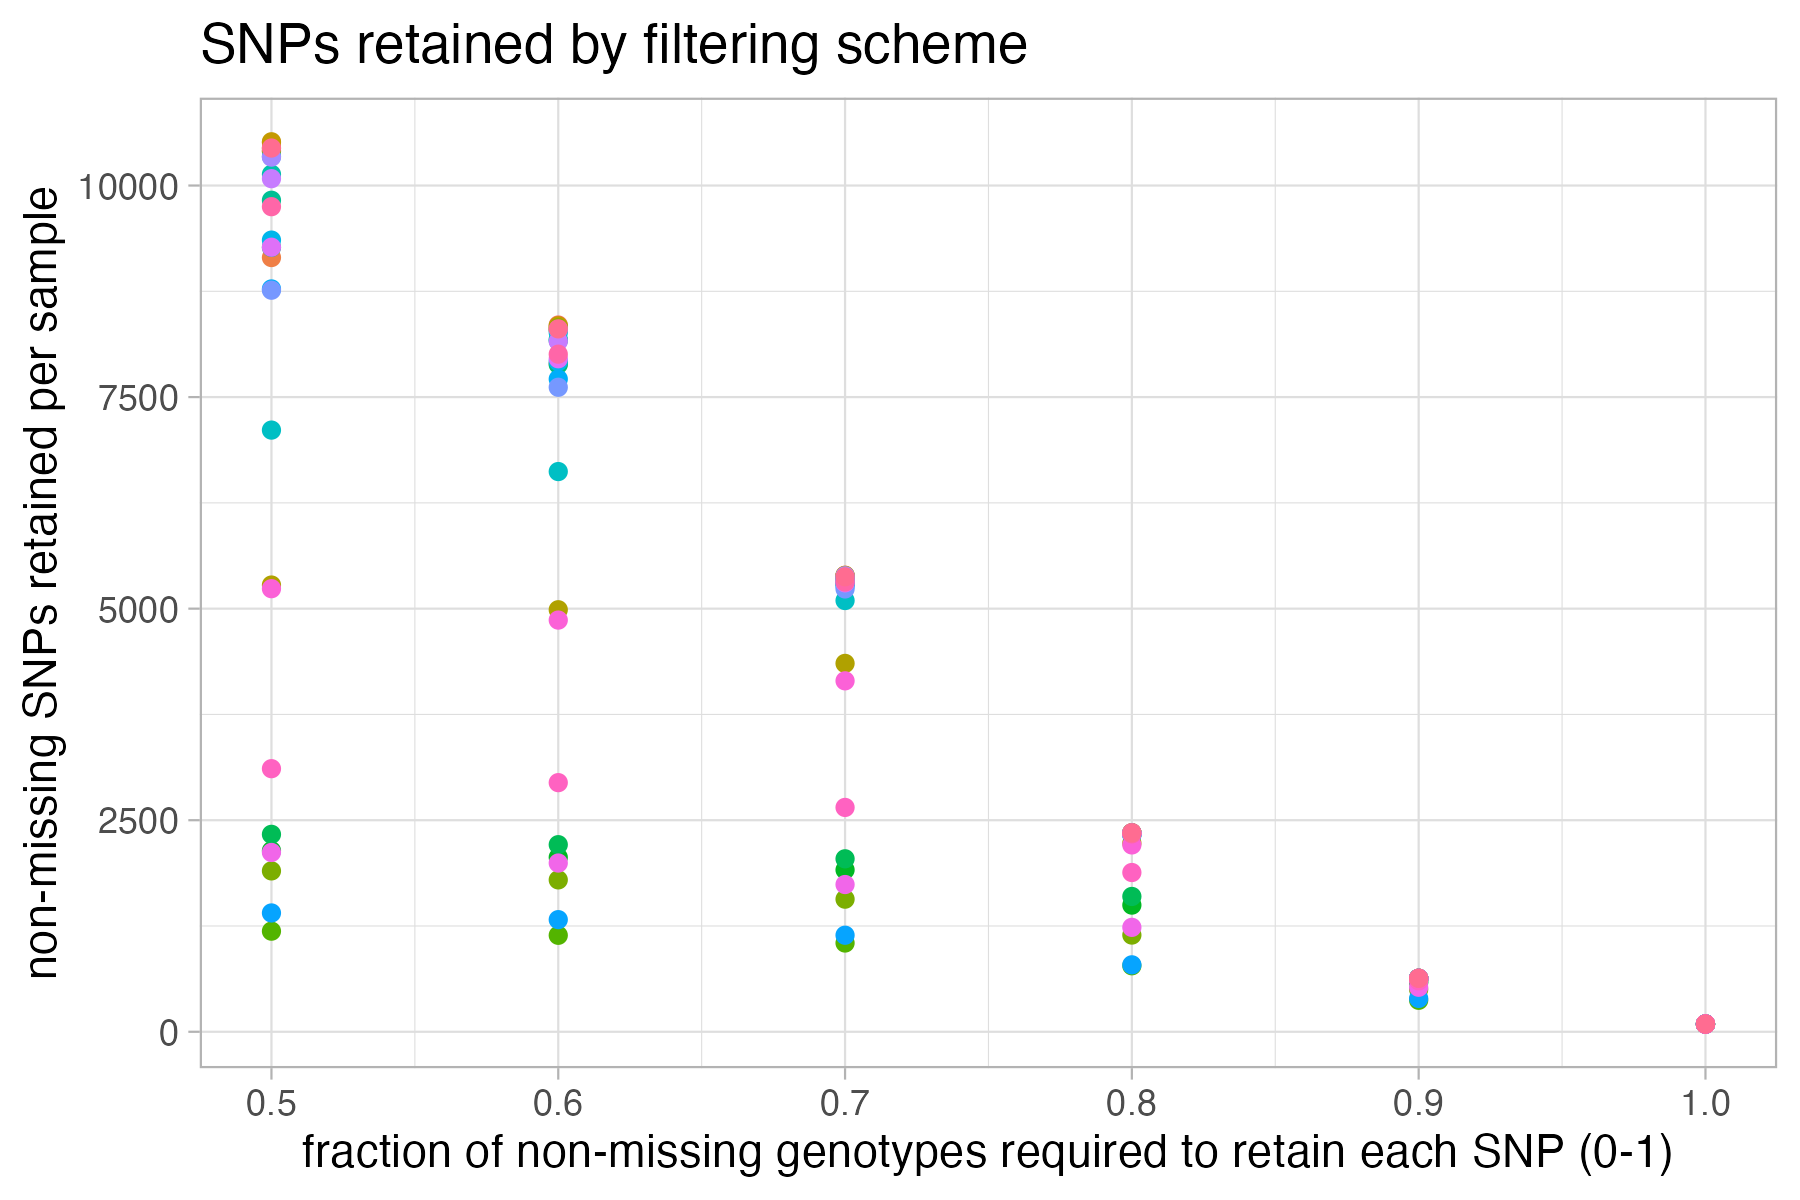 SNPs retained by filtering scheme
non-missing SNPs retained per sample
10000
7500
5000
2500
0
0.5 0.6 0.7 0.8 0.9 1.0
fraction of non-missing genotypes required to retain each SNP (0-1)